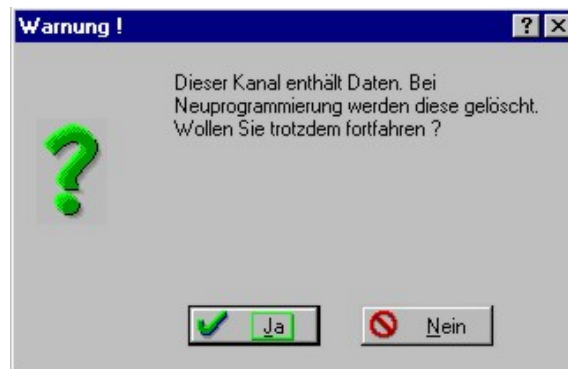 Warnung !
?
Dieser Kanal enthält Daten. Bei
Neuprogrammierung werden diese gelöscht.
Wollen Sie trotzdem fortfahren ?
?
Ja
Nein